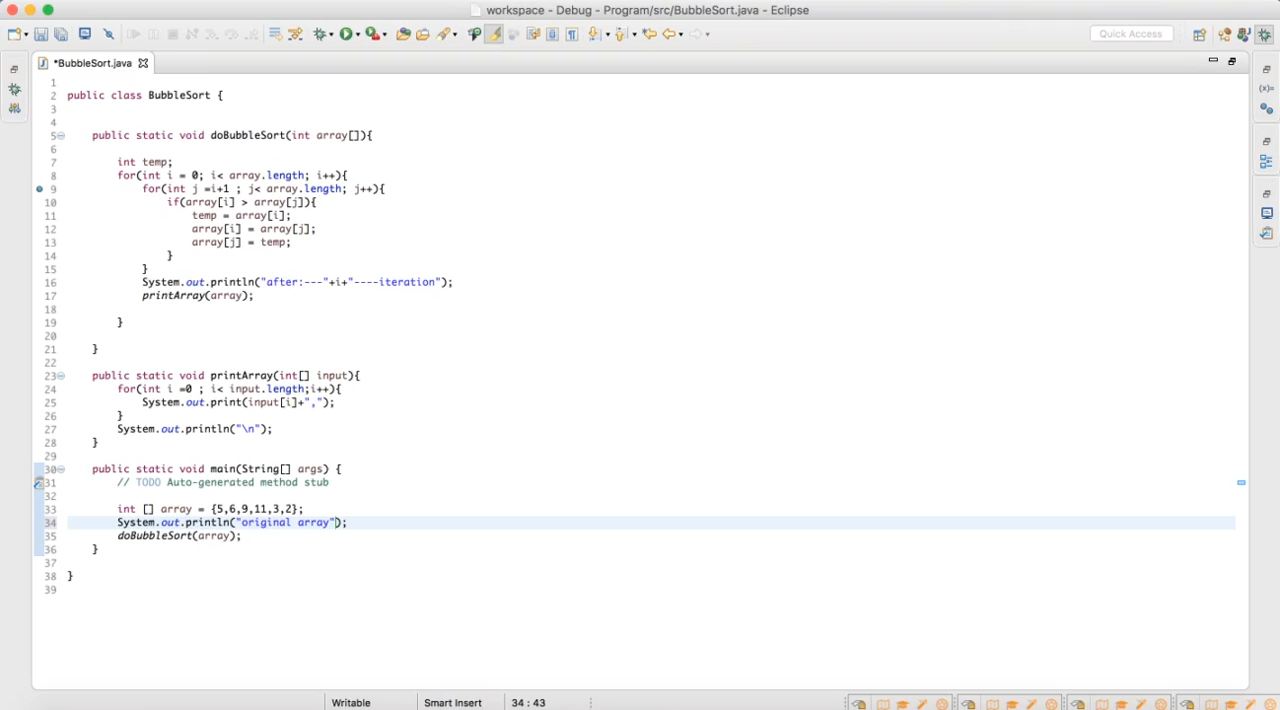 workspace - Debug - Program/src/BubbleSort.java - Eclipse
Quick Access
*BubbleSort.java
1
2 public class BubbleSort {
3
4
5 public static void doBubbleSort(int array[]){
6
7 int temp;
8 for(int i = 0; i< array.length; i++){
9 for(int j =i+1 ; j< array.length; j++){
10 if(array[i] > array[j]){
11 temp = array[i];
12 array[i] = array[j];
13 array[j] = temp;
14 }
15 }
16 System.out.println("after:---"+i+"----iteration");
17 printArray(array);
18
19 }
20
21 }
22
23 public static void printArray(int[] input){
24 for(int i =0 ; i< input.length;i++){
25 System.out.print(input[i]+",");
26 }
27 System.out.println("\n");
28 }
29
30 public static void main(String[] args) {
31 // TODO Auto-generated method stub
32
33 int [] array = {5,6,9,11,3,2};
34 System.out.println("original array");
35 doBubbleSort(array);
36 }
37
38 }
39
Writable Smart Insert 34 : 43